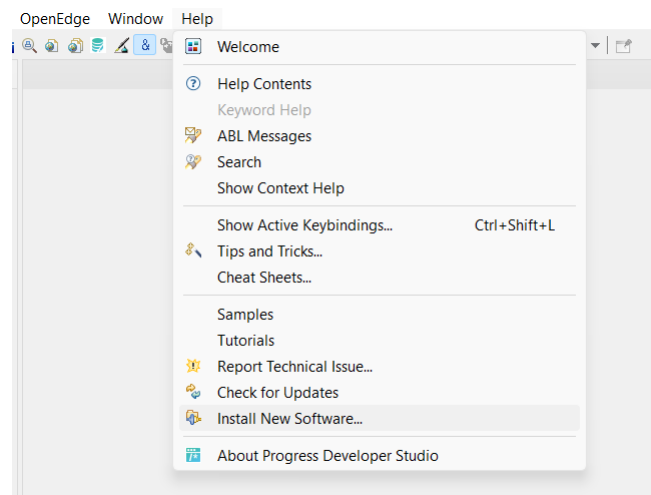 OpenEdge Window Help
&
Welcome
Help Contents
Keyword Help
ABL Messages
Search
Show Context Help
Show Active Keybindings... Ctrl+Shift+L
Tips and Tricks...
Cheat Sheets...
Samples
Tutorials
Report Technical Issue...
Check for Updates
Install New Software...
About Progress Developer Studio